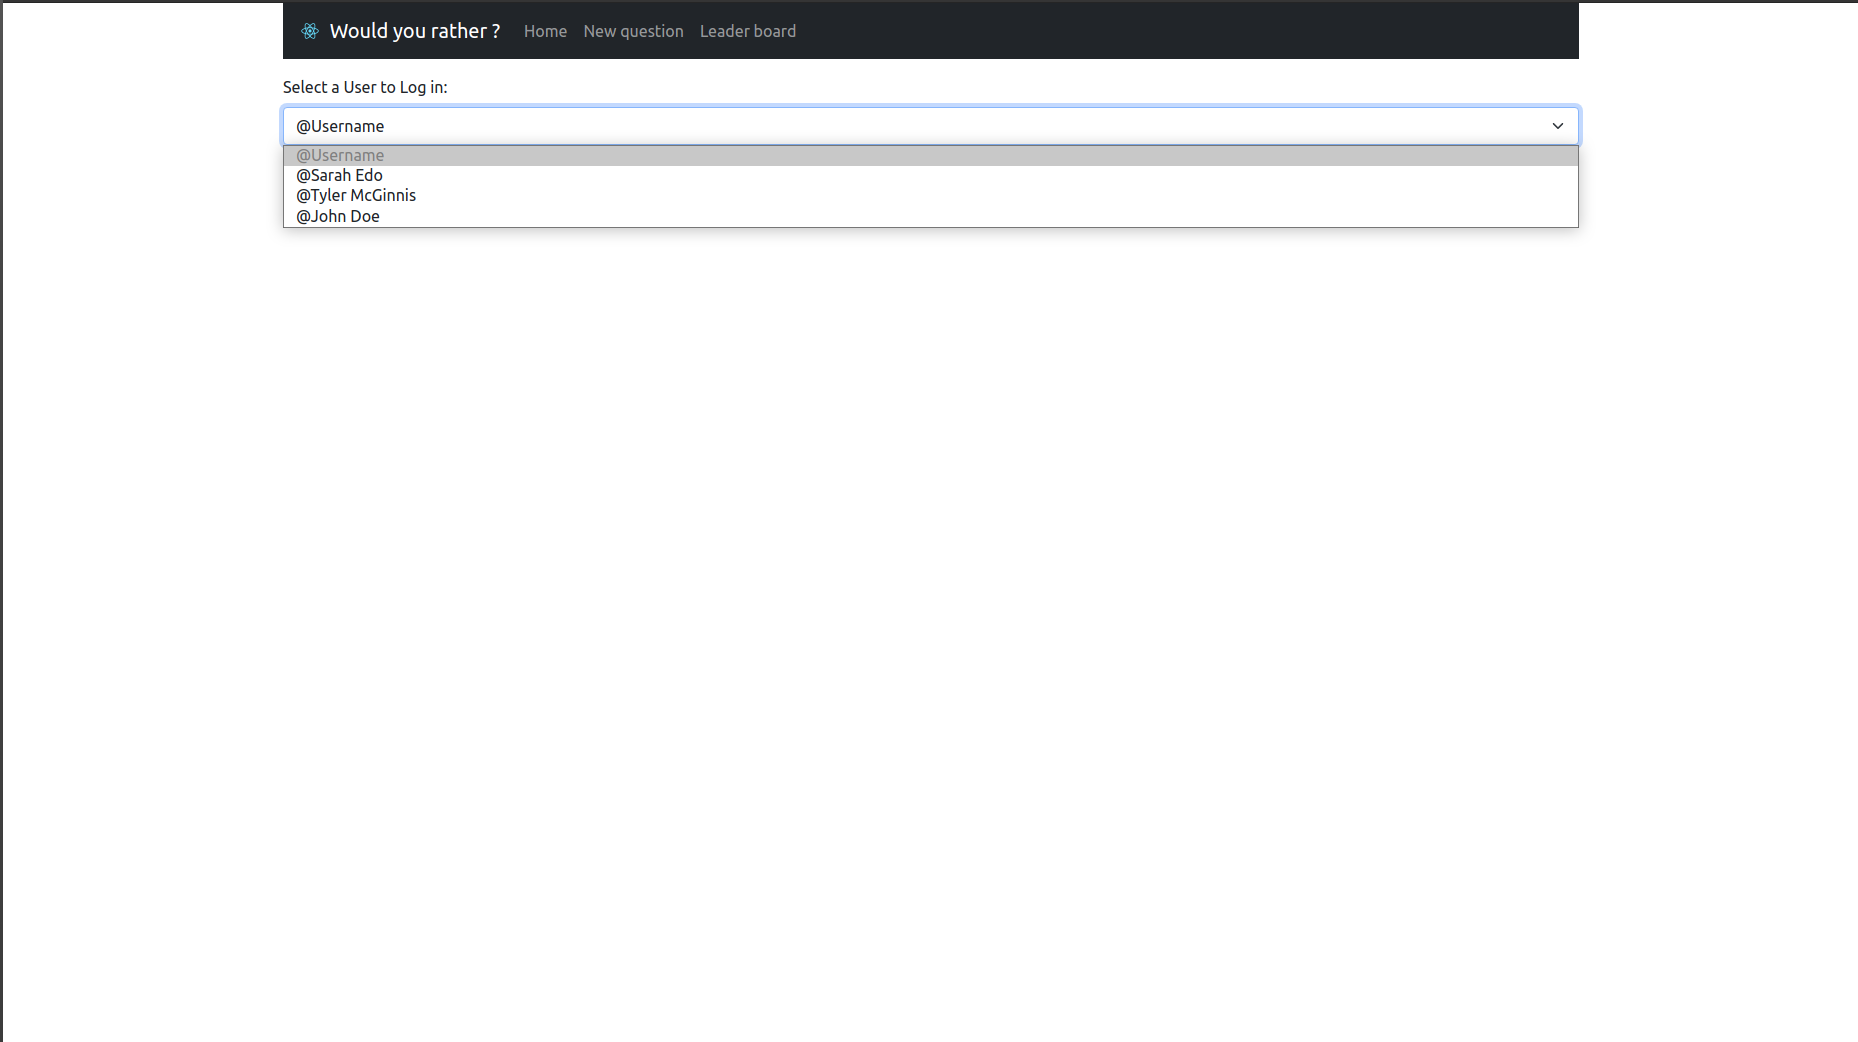 Would you rather ? Home New question Leader board
Select a User to Log in:
@Username
@Username
@Sarah Edo
@Tyler McGinnis
@John Doe